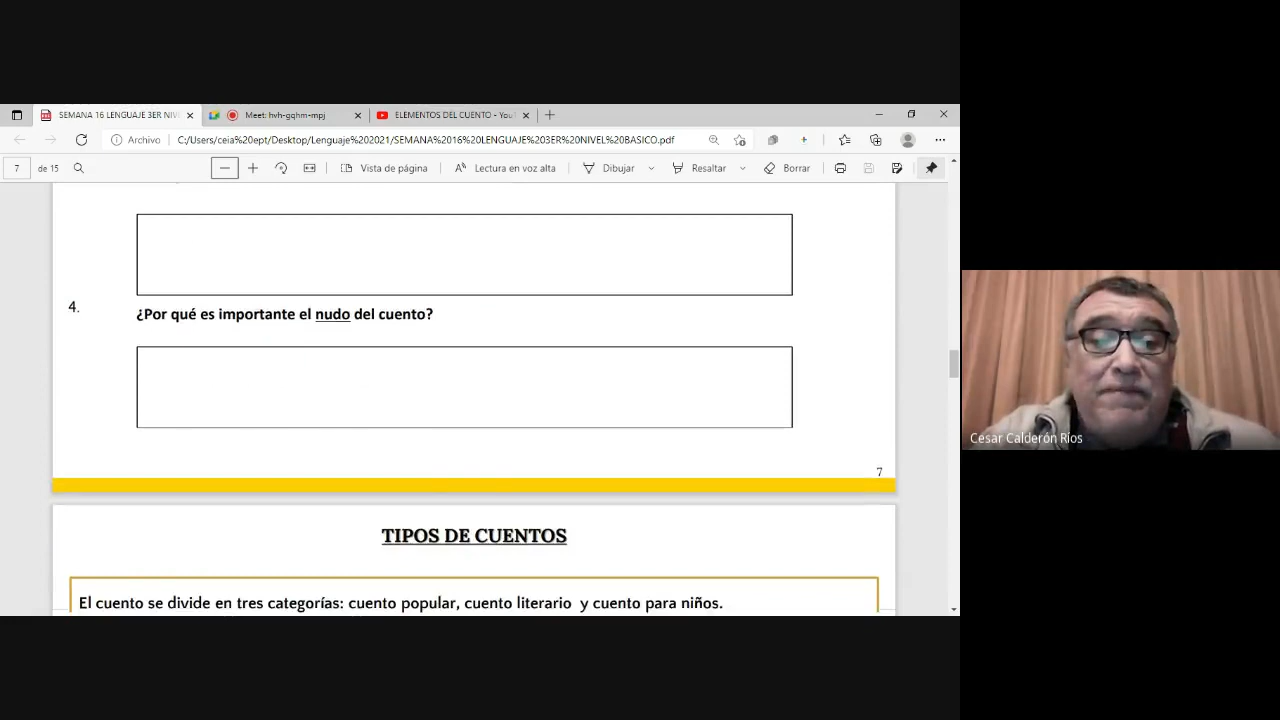 SEMANA 16 LENGUAJE 3ER NIV
Meet: hvh-gqhm-mpj
ELEMENTOS DEL CUENTO - You
Archivo
C:/Users/ceia%20ept/Desktop/Lenguaje%202021/SEMANA%2016%20LENGUAJE%203ER%20NIVEL%20BASICO.pdf
7 de 15
Vista de página
Lectura en voz alta
Dibujar
Resaltar
Borrar
4.
¿Por qué es importante el nudo del cuento?
7
TIPOS DE CUENTOS
El cuento se divide en tres categorías: cuento popular, cuento literario y cuento para niños.
Cesar Calderón Ríos